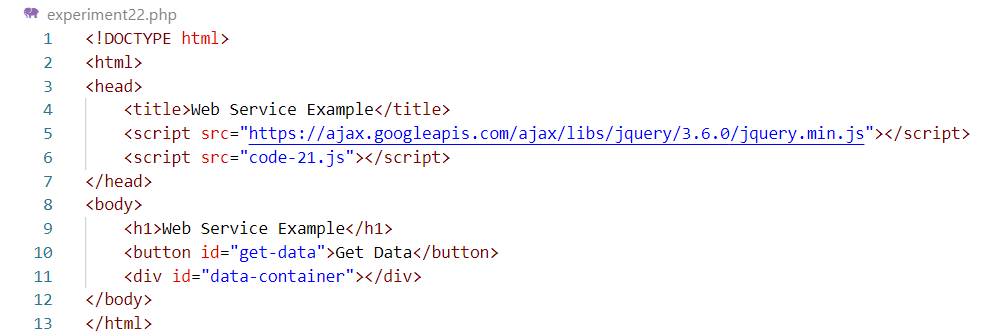 experiment22.php
1 <!DOCTYPE html>
2 <html>
3 <head>
4     <title>Web Service Example</title>
5     <script src="https://ajax.googleapis.com/ajax/libs/jquery/3.6.0/jquery.min.js"></script>
6     <script src="code-21.js"></script>
7 </head>
8 <body>
9     <h1>Web Service Example</h1>
10     <button id="get-data">Get Data</button>
11     <div id="data-container"></div>
12 </body>
13 </html>